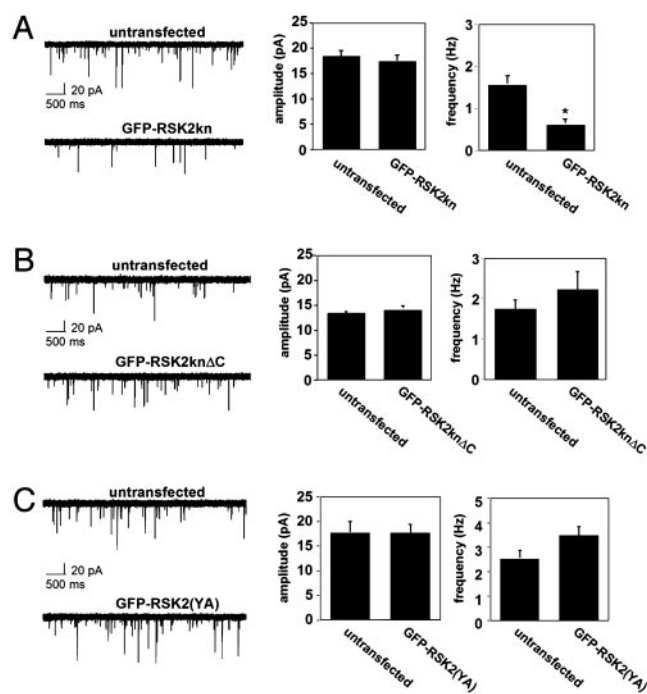 A
untransfected
20 pA
500 ms
GFP-RSK2kn
amplitude (pA)
25
20
15
10
5
0
untransfected
GFP-RSK2kn
frequency (Hz)
3
2
1
0
*
untransfected
GFP-RSK2kn
B
untransfected
20 pA
500 ms
GFP-RSK2knΔC
amplitude (pA)
25
20
15
10
5
0
untransfected
GFP-RSK2knΔC
frequency (Hz)
3
2
1
0
untransfected
GFP-RSK2knΔC
C
untransfected
20 pA
500 ms
GFP-RSK2(YA)
amplitude (pA)
25
20
15
10
5
0
untransfected
GFP-RSK2(YA)
frequency (Hz)
5
4
3
2
1
0
untransfected
GFP-RSK2(YA)